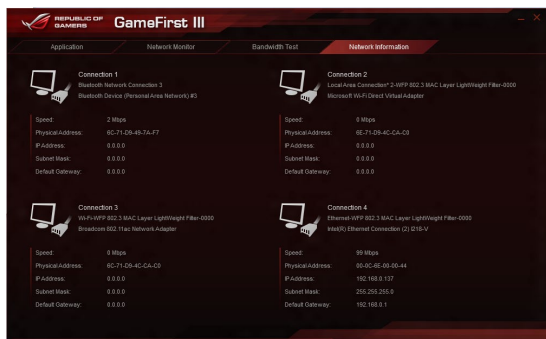 REPUBLIC OF
GAMERS
GameFirst III
Application
Network Monitor
Bandwidth Test
Network Information
Connection 1
Bluetooth Network Connection 3
Bluetooth Device (Personal Area Network) #3
Speed: 2 Mbps
Physical Address: 6C-71-D9-49-7A-F7
IP Address: 0.0.0.0
Subnet Mask: 0.0.0.0
Default Gateway: 0.0.0.0
Connection 2
Local Area Connection* 2-WFP 802.3 MAC Layer LightWeight Filter-0000
Microsoft Wi-Fi Direct Virtual Adapter
Speed: 0 Mbps
Physical Address: 6E-71-D9-4C-CA-C0
IP Address: 0.0.0.0
Subnet Mask: 0.0.0.0
Default Gateway: 0.0.0.0
Connection 3
Wi-Fi-WFP 802.3 MAC Layer LightWeight Filter-0000
Broadcom 802.11ac Network Adapter
Speed: 0 Mbps
Physical Address: 6C-71-D9-4C-CA-C0
IP Address: 0.0.0.0
Subnet Mask: 0.0.0.0
Default Gateway: 0.0.0.0
Connection 4
Ethernet-WFP 802.3 MAC Layer LightWeight Filter-0000
Intel(R) Ethernet Connection (2) I218-V
Speed: 99 Mbps
Physical Address: 00-0C-6E-00-00-44
IP Address: 192.168.0.137
Subnet Mask: 255.255.255.0
Default Gateway: 192.168.0.1